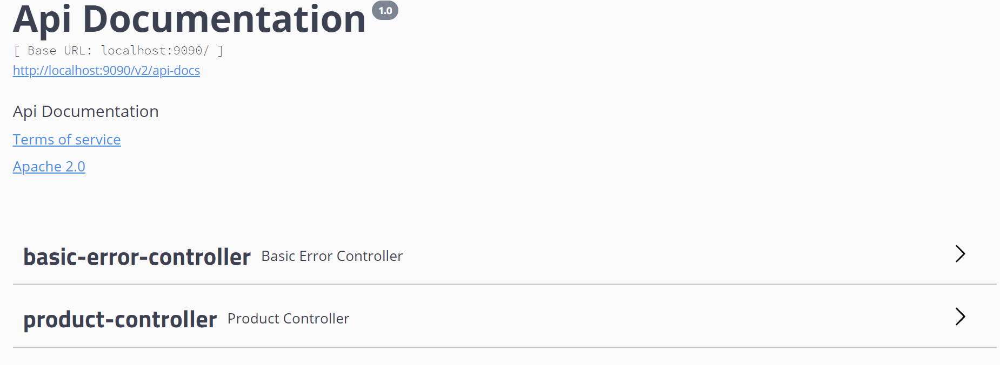 Api Documentation 1.0
[ Base URL: localhost:9090/ ]
http://localhost:9090/v2/api-docs
Api Documentation
Terms of service
Apache 2.0
basic-error-controller Basic Error Controller
product-controller Product Controller